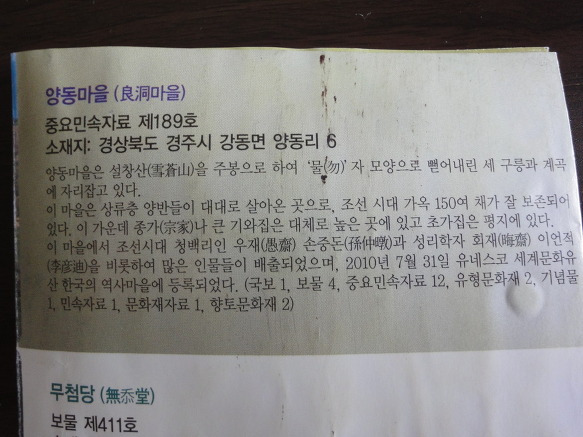 양동마을 (良洞마을)
중요민속자료 제189호
소재지: 경상북도 경주시 강동면 양동리 6
양동마을은 설창산(雪蒼山)을 주봉으로 하여 '물(勿)'자 모양으로 뻗어내린 세 구릉과 계곡
에 자리잡고 있다.
이 마을은 상류층 양반들이 대대로 살아온 곳으로, 조선 시대 가옥 150여 채가 잘 보존되어
있다. 이 가운데 종가(宗家)나 큰 기와집은 대체로 높은 곳에 있고 초가집은 평지에 있다.
이 마을에서 조선시대 청백리인 우재(愚齋) 손중돈(孫仲暾)과 성리학자 회재(晦齋) 이언적
(李彦迪)을 비롯하여 많은 인물들이 배출되었으며, 2010년 7월 31일 유네스코 세계문화유
산 한국의 역사마을에 등록되었다. (국보 1, 보물 4, 중요민속자료 12, 유형문화재 2, 기념물
1, 민속자료 1, 문화재자료 1, 향토문화재 2)
무첨당 (無忝堂)
보물 제411호